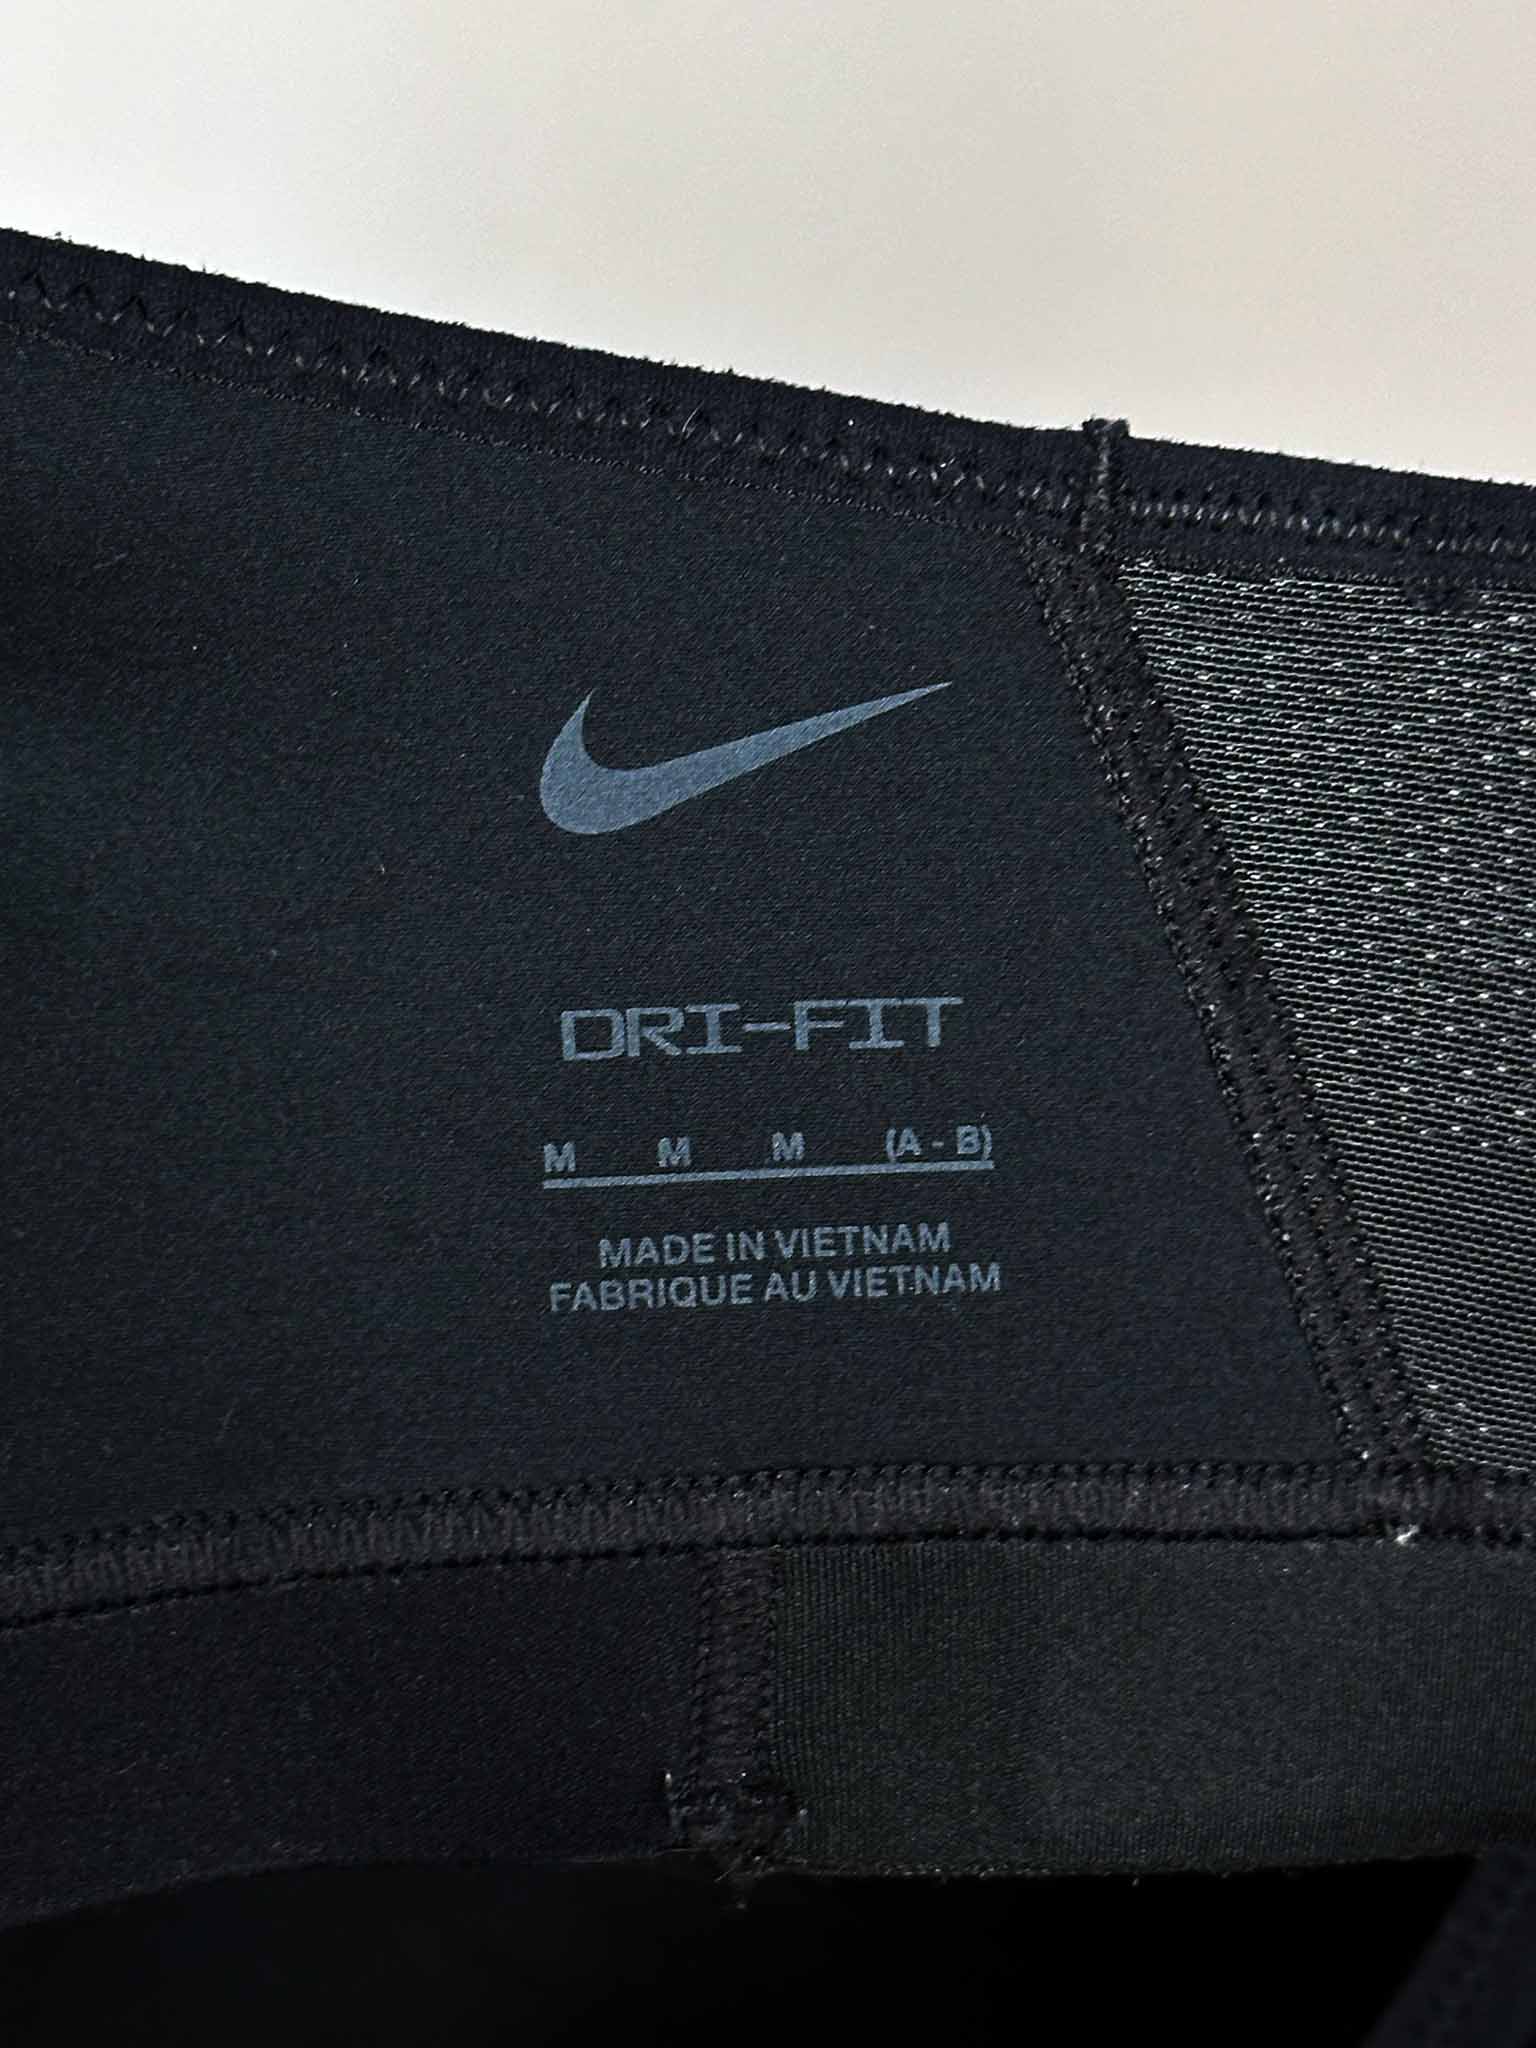 DRI-FIT
M M M (A - B)
MADE IN VIETNAM
FABRIQUE AU VIETNAM